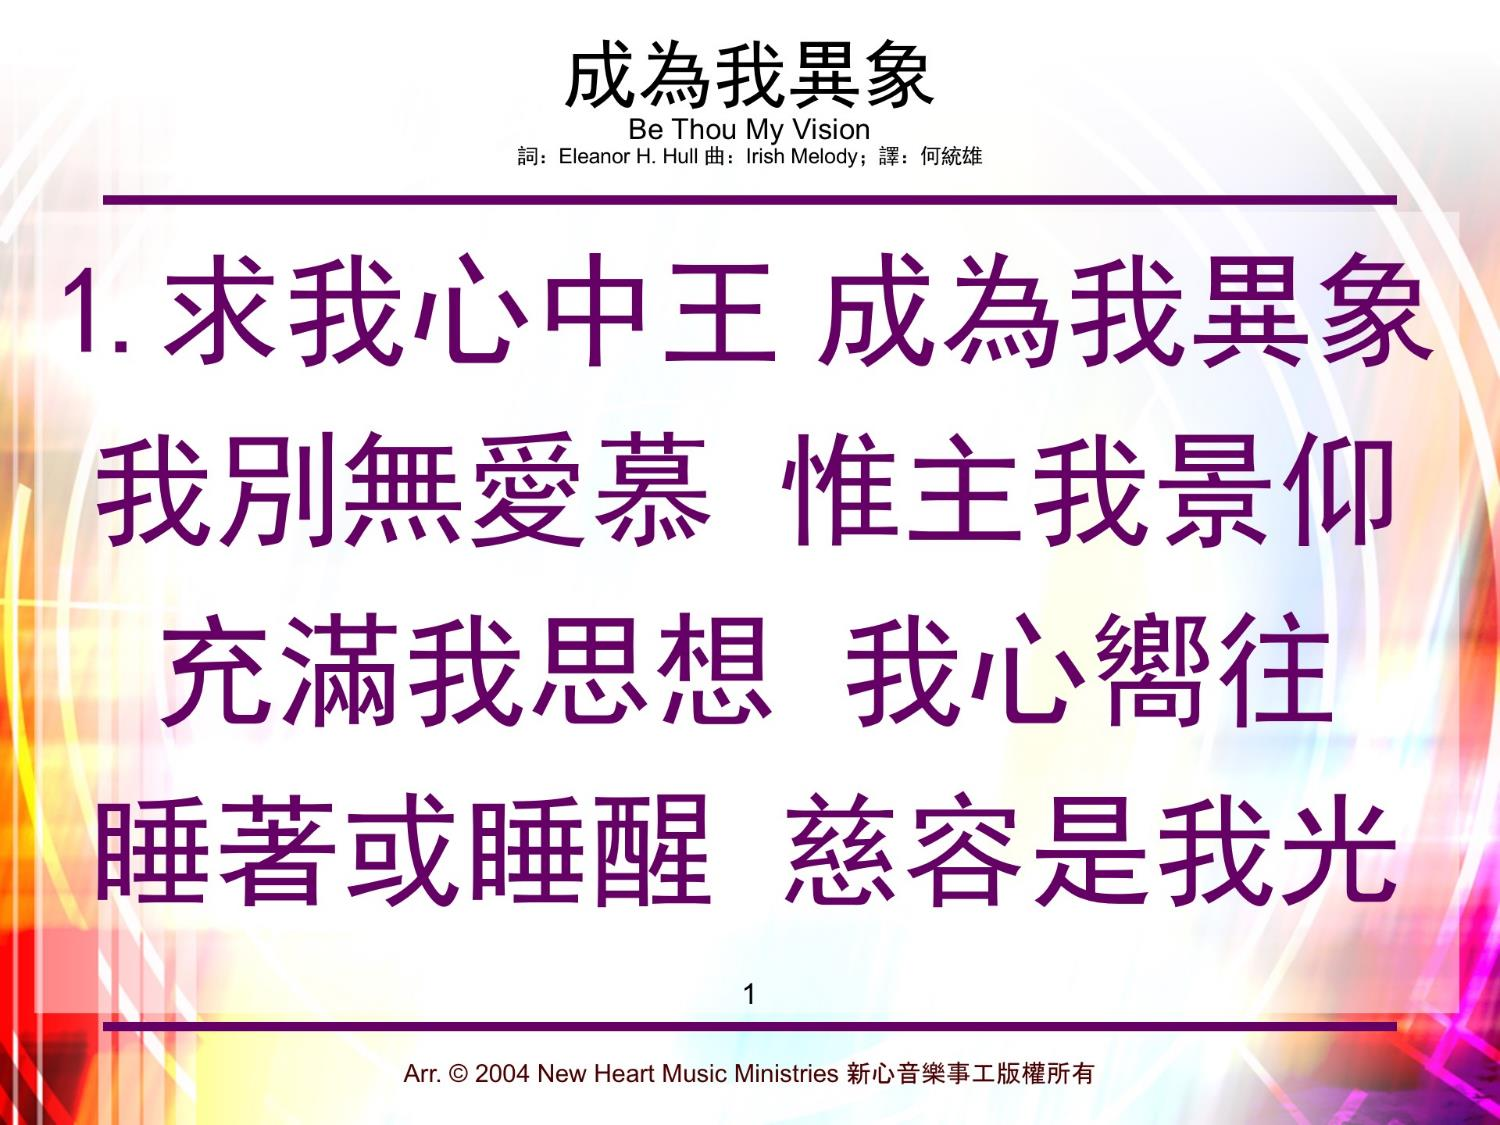 成為我異象
Be Thou My Vision
詞：Eleanor H. Hull 曲：Irish Melody；譯：何統雄
1. 求我心中王 成為我異象
我別無愛慕 惟主我景仰
充滿我思想 我心嚮往
睡著或睡醒 慈容是我光
1
Arr. © 2004 New Heart Music Ministries 新心音樂事工版權所有